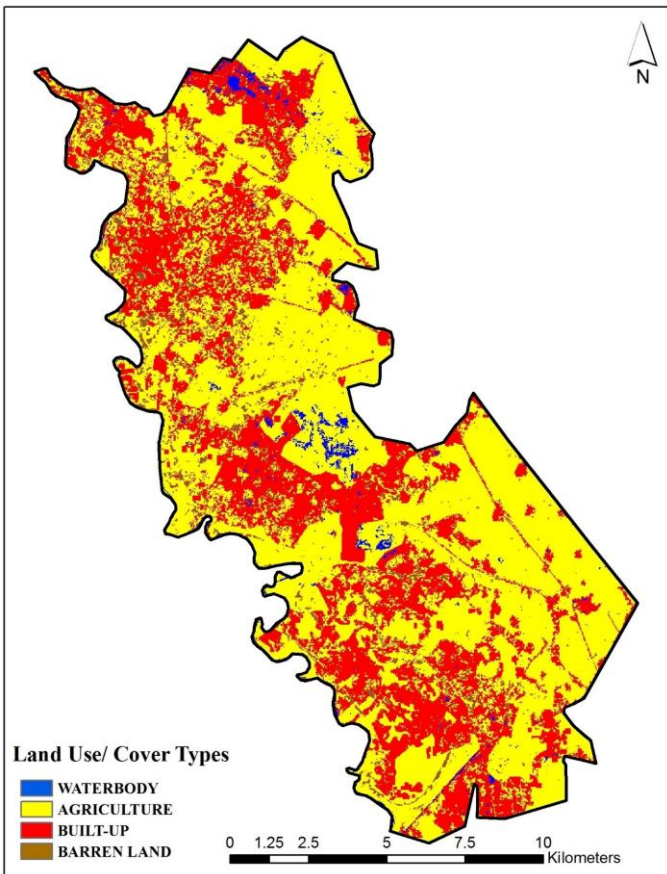 N
Land Use/ Cover Types
WATERBODY
AGRICULTURE
BUILT-UP
BARREN LAND
0 1.25 2.5 5 7.5 10
Kilometers